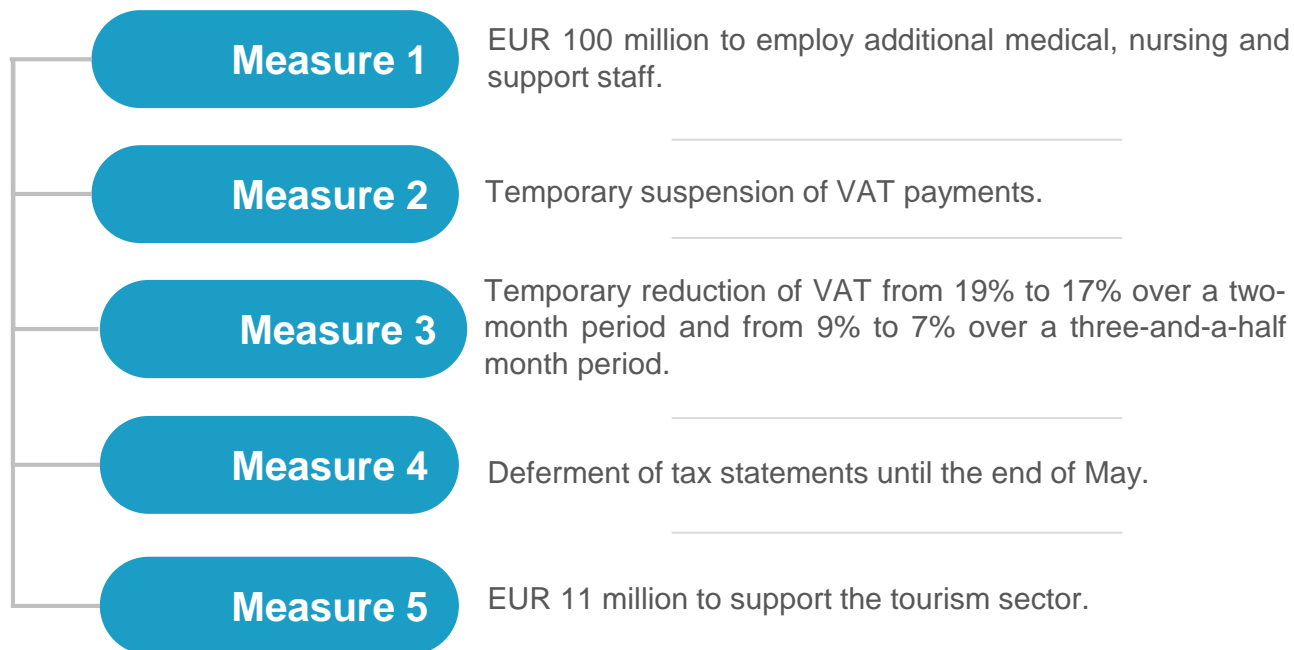 Measure 1
EUR 100 million to employ additional medical, nursing and
support staff.
Measure 2
Temporary suspension of VAT payments.
Measure 3
Temporary reduction of VAT from 19% to 17% over a two-
month period and from 9% to 7% over a three-and-a-half
month period.
Measure 4
Deferment of tax statements until the end of May.
Measure 5
EUR 11 million to support the tourism sector.